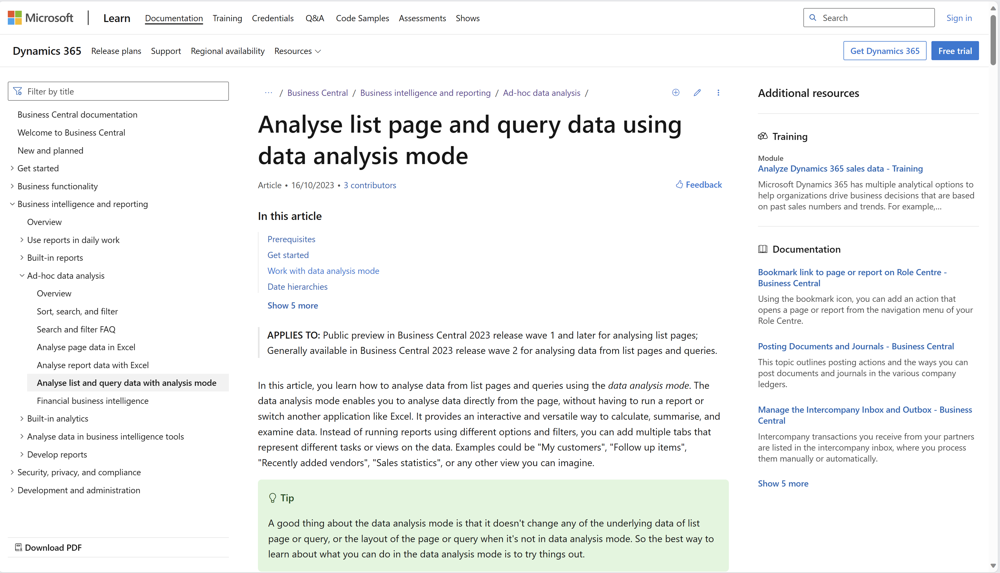 Microsoft
Learn
Documentation
Training
Credentials
Q&A
Code Samples
Assessments
Shows
Search
Sign in
Dynamics 365
Release plans
Support
Regional availability
Resources
Get Dynamics 365
Free trial
Filter by title
Business Central documentation
Welcome to Business Central
New and planned
Get started
Business functionality
Business intelligence and reporting
Overview
Use reports in daily work
Built-in reports
Ad-hoc data analysis
Overview
Sort, search, and filter
Search and filter FAQ
Analyse page data in Excel
Analyse report data with Excel
Analyse list and query data with analysis mode
Financial business intelligence
Built-in analytics
Analyse data in business intelligence tools
Develop reports
Security, privacy, and compliance
Development and administration
Download PDF
... / Business Central / Business intelligence and reporting / Ad-hoc data analysis /
Analyse list page and query data using
data analysis mode
Article • 16/10/2023 • 3 contributors
Feedback
In this article
Prerequisites
Get started
Work with data analysis mode
Date hierarchies
Show 5 more
APPLIES TO: Public preview in Business Central 2023 release wave 1 and later for analysing list pages;
Generally available in Business Central 2023 release wave 2 for analysing data from list pages and queries.
In this article, you learn how to analyse data from list pages and queries using the data analysis mode. The
data analysis mode enables you to analyse data directly from the page, without having to run a report or
switch another application like Excel. It provides an interactive and versatile way to calculate, summarise, and
examine data. Instead of running reports using different options and filters, you can add multiple tabs that
represent different tasks or views on the data. Examples could be "My customers", "Follow up items",
"Recently added vendors", "Sales statistics", or any other view you can imagine.
Tip
A good thing about the data analysis mode is that it doesn't change any of the underlying data of list
page or query, or the layout of the page or query when it's not in data analysis mode. So the best way to
learn about what you can do in the data analysis mode is to try things out.
Additional resources
Training
Module
Analyze Dynamics 365 sales data - Training
Microsoft Dynamics 365 has multiple analytical options to
help organizations drive business decisions that are based
on past sales numbers and trends. For example,...
Documentation
Bookmark link to page or report on Role Centre -
Business Central
Using the bookmark icon, you can add an action that
opens a page or report from the navigation menu of your
Role Centre.
Posting Documents and Journals - Business Central
This topic outlines posting actions and the ways you can
post documents and journals in the various company
ledgers.
Manage the Intercompany Inbox and Outbox - Business
Central
Intercompany transactions you receive from your partners
are listed in the intercompany inbox, where you process
them manually or automatically.
Show 5 more